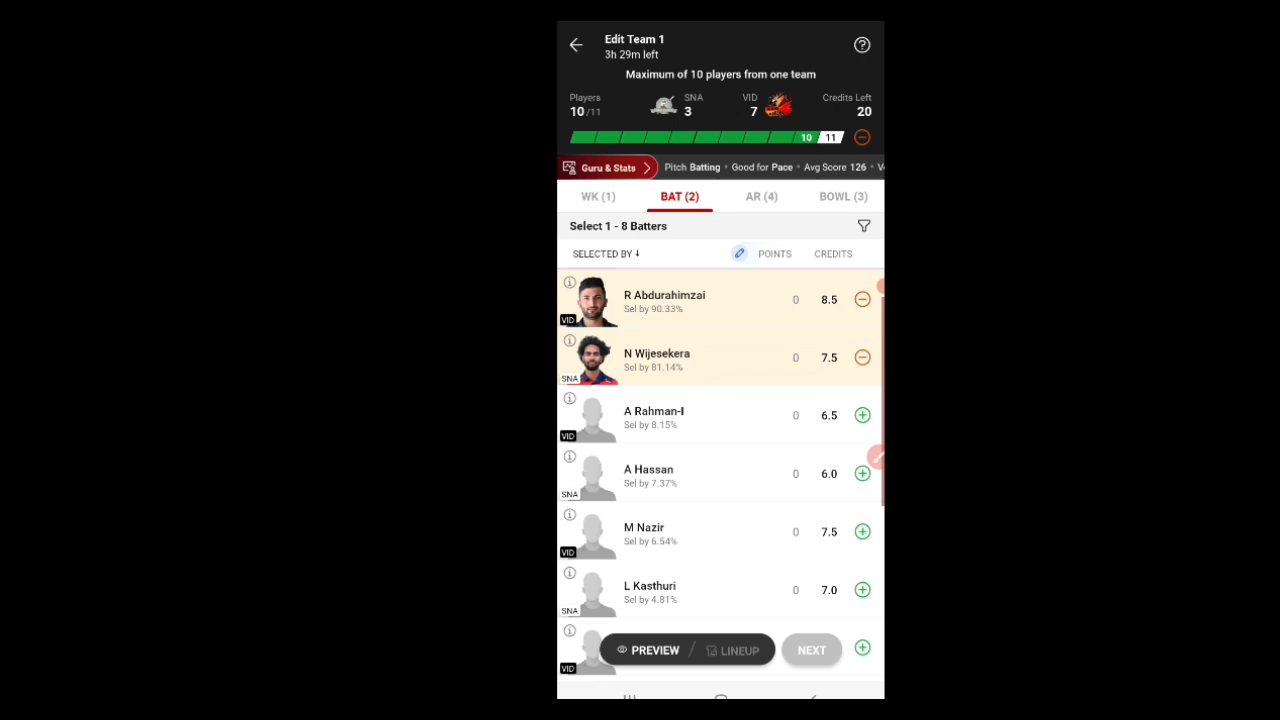 Edit Team 1
3h 29m left
Maximum of 10 players from one team
Players SNA VID Credits Left
10/11 3 7 20
10 11
Guru & Stats Pitch Batting • Good for Pace • Avg Score 126 •
WK (1) BAT (2) AR (4) BOWL (3)
Select 1 - 8 Batters
SELECTED BY ↓ POINTS CREDITS
R Abdurahimzai 0 8.5
Sel by 90.33%
VID
N Wijesekera 0 7.5
Sel by 81.14%
SNA
A Rahman-I 0 6.5
Sel by 8.15%
VID
A Hassan 0 6.0
Sel by 7.37%
SNA
M Nazir 0 7.5
Sel by 6.54%
VID
L Kasthuri 0 7.0
Sel by 4.81%
SNA
PREVIEW / LINEUP NEXT
VID